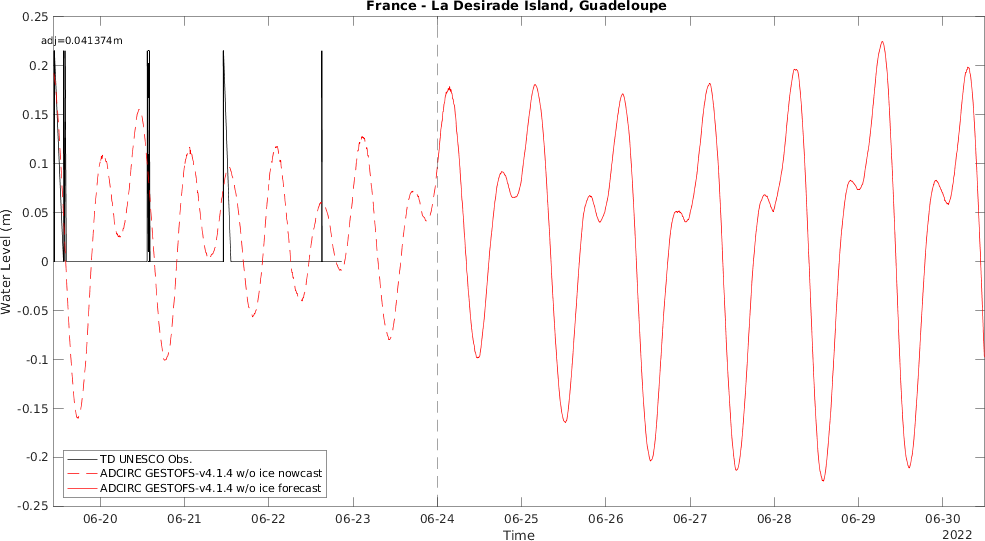 France - La Desirade Island, Guadeloupe
adj=0.041374m
0.25
0.2
0.15
0.1
0.05
0
-0.05
-0.1
-0.15
-0.2
-0.25
Water Level (m)
TD UNESCO Obs.
ADCIRC GESTOFS-v4.1.4 w/o ice nowcast
ADCIRC GESTOFS-v4.1.4 w/o ice forecast
06-20 06-21 06-22 06-23 06-24 06-25 06-26 06-27 06-28 06-29 06-30
Time
2022